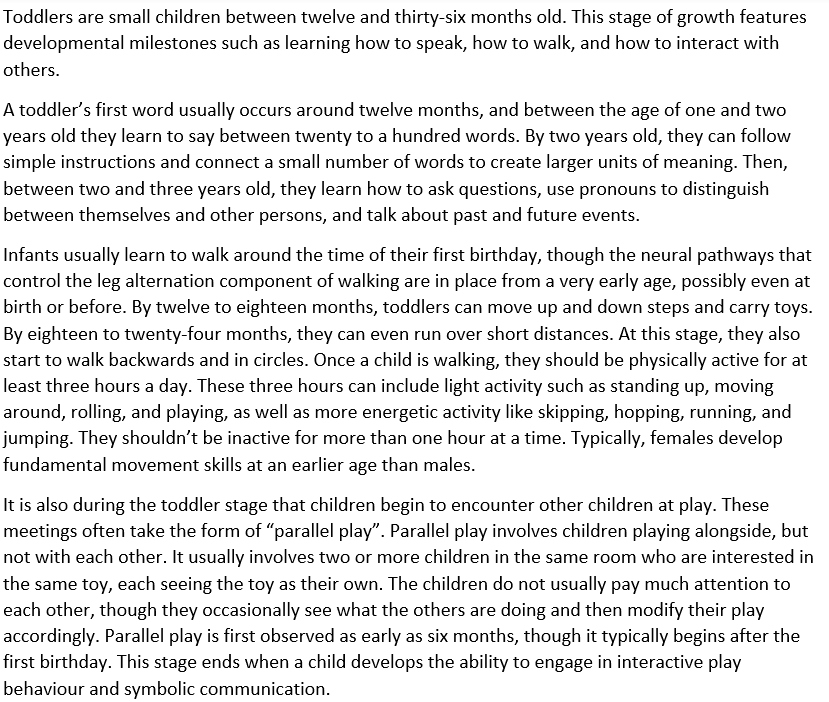 Toddlers are small children between twelve and thirty-six months old. This stage of growth features
developmental milestones such as learning how to speak, how to walk, and how to interact with
others.
A toddler’s first word usually occurs around twelve months, and between the age of one and two
years old they learn to say between twenty to a hundred words. By two years old, they can follow
simple instructions and connect a small number of words to create larger units of meaning. Then,
between two and three years old, they learn how to ask questions, use pronouns to distinguish
between themselves and other persons, and talk about past and future events.
Infants usually learn to walk around the time of their first birthday, though the neural pathways that
control the leg alternation component of walking are in place from a very early age, possibly even at
birth or before. By twelve to eighteen months, toddlers can move up and down steps and carry toys.
By eighteen to twenty-four months, they can even run over short distances. At this stage, they also
start to walk backwards and in circles. Once a child is walking, they should be physically active for at
least three hours a day. These three hours can include light activity such as standing up, moving
around, rolling, and playing, as well as more energetic activity like skipping, hopping, running, and
jumping. They shouldn’t be inactive for more than one hour at a time. Typically, females develop
fundamental movement skills at an earlier age than males.
It is also during the toddler stage that children begin to encounter other children at play. These
meetings often take the form of “parallel play”. Parallel play involves children playing alongside, but
not with each other. It usually involves two or more children in the same room who are interested in
the same toy, each seeing the toy as their own. The children do not usually pay much attention to
each other, though they occasionally see what the others are doing and then modify their play
accordingly. Parallel play is first observed as early as six months, though it typically begins after the
first birthday. This stage ends when a child develops the ability to engage in interactive play
behaviour and symbolic communication.